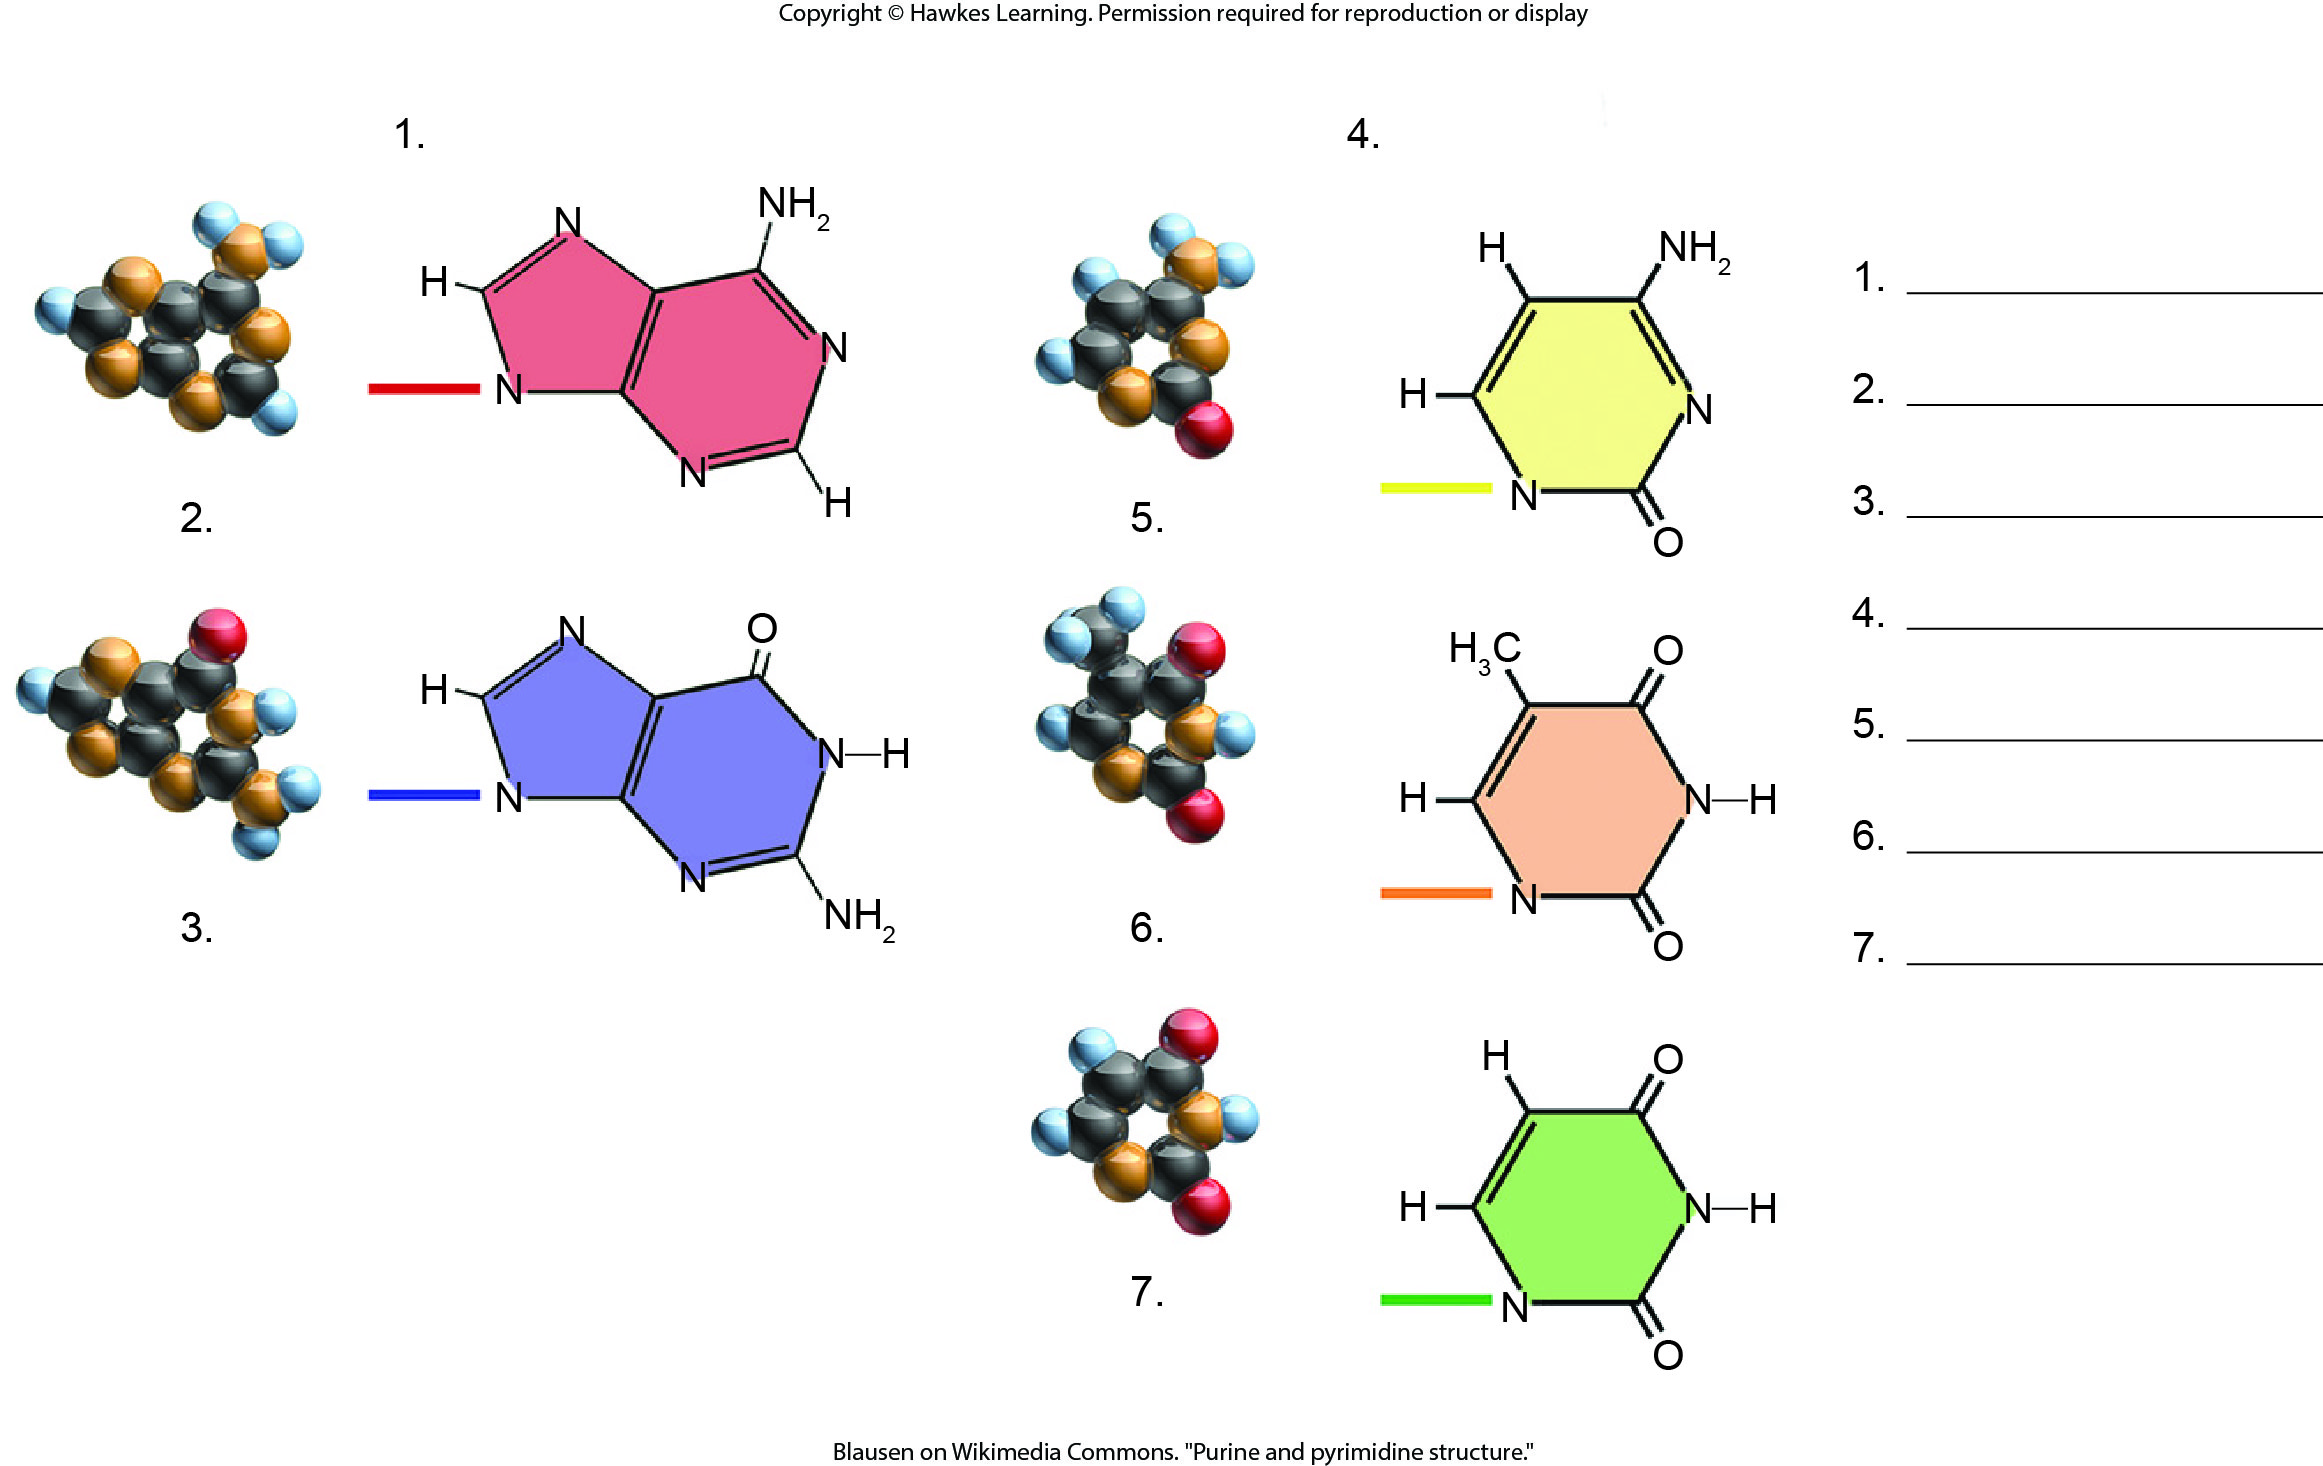 Copyright © Hawkes Learning. Permission required for reproduction or display
1.
N
NH2
H
N
N
N
H
2.
N
O
H
N—H
N
N
NH2
3.
4.
H
NH2
H
N
N
O
5.
H3C
O
H
N—H
N
O
6.
H
O
H
N—H
N
O
7.
1.
2.
3.
4.
5.
6.
7.
Blausen on Wikimedia Commons. "Purine and pyrimidine structure."